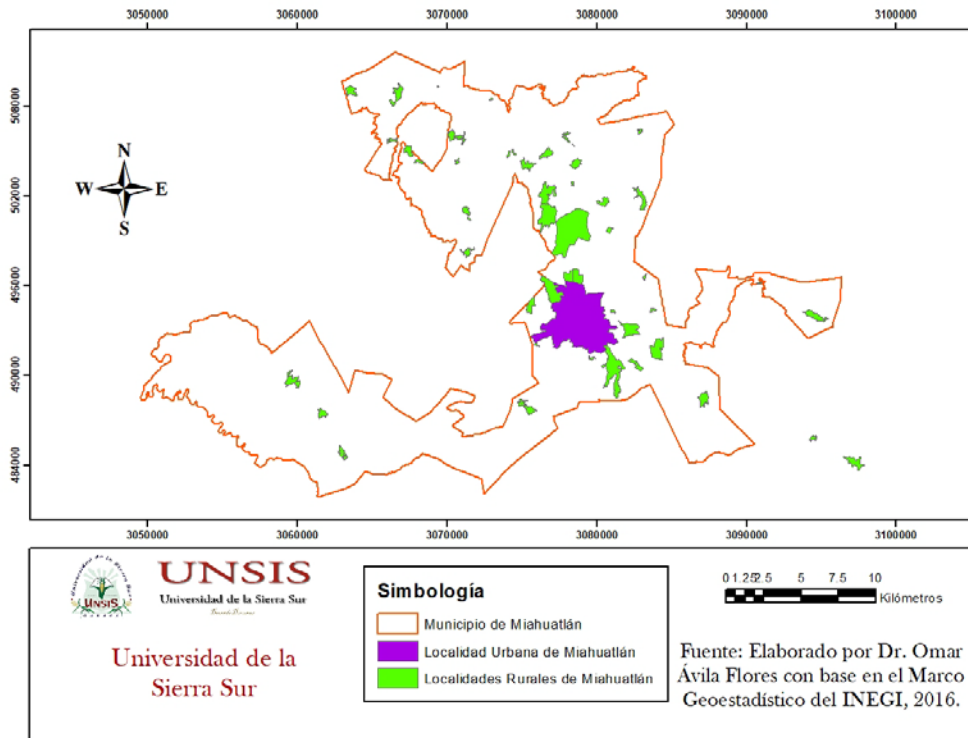 3050000 3060000 3070000 3080000 3090000 3100000
508000
502000
496000
490000
484000
N
W E
S
3050000 3060000 3070000 3080000 3090000 3100000
UNSIS
UNSIS
Universidad de la Sierra Sur
Universidad de la
Sierra Sur
Simbología
Municipio de Miahuatlán
Localidad Urbana de Miahuatlán
Localidades Rurales de Miahuatlán
0 1.25 2.5 5 7.5 10
Kilómetros
Fuente: Elaborado por Dr. Omar
Ávila Flores con base en el Marco
Geoestadístico del INEGI, 2016.